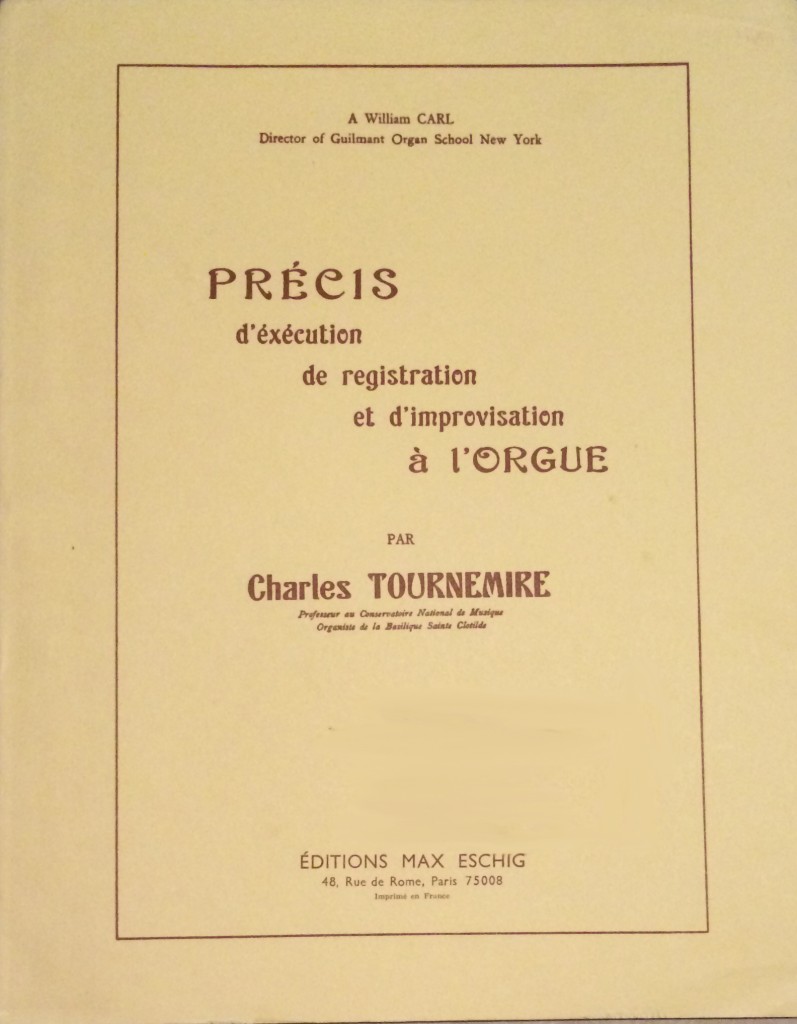 A William CARL
Director of Guilmant Organ School New York
PRÉCIS
d'éxécution
de registration
et d'improvisation
à l'ORGUE
PAR
Charles TOURNEMIRE
Professeur au Conservatoire National de Musique
Organiste de la Basilique Sainte Clotilde
ÉDITIONS MAX ESCHIG
48, Rue de Rome, Paris 75008
Imprimé en France